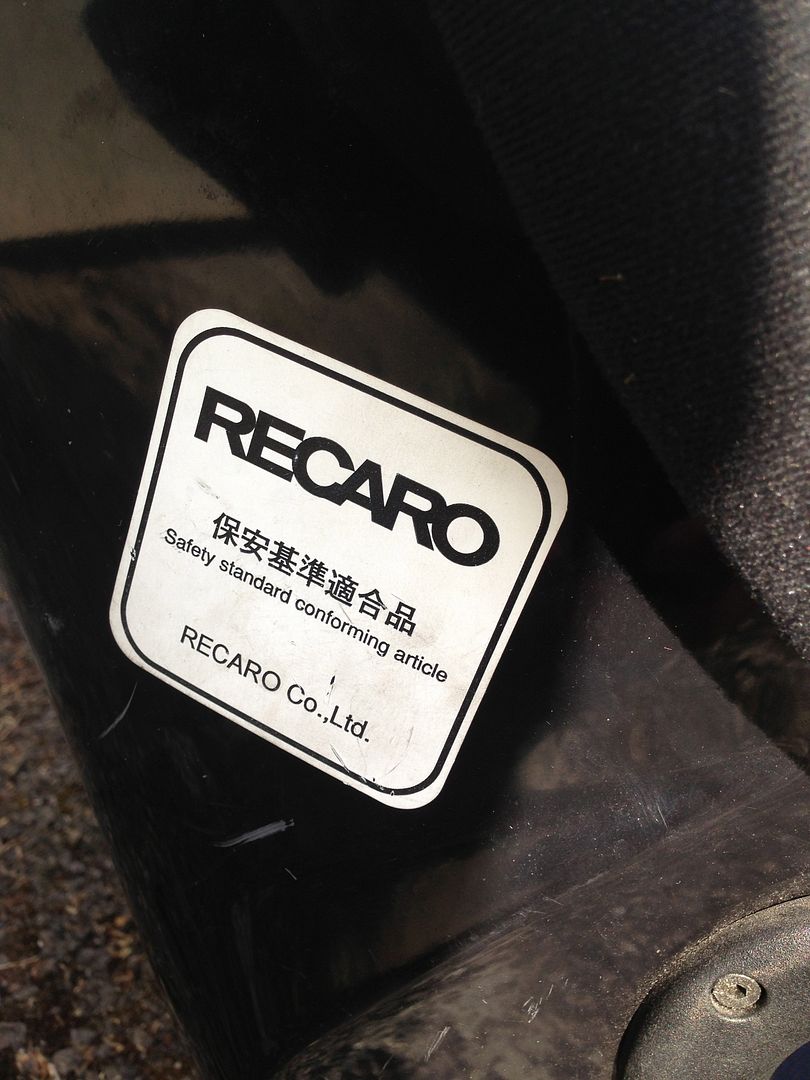 RECARO
保安基準適合品
Safety standard conforming article
RECARO Co.,Ltd.